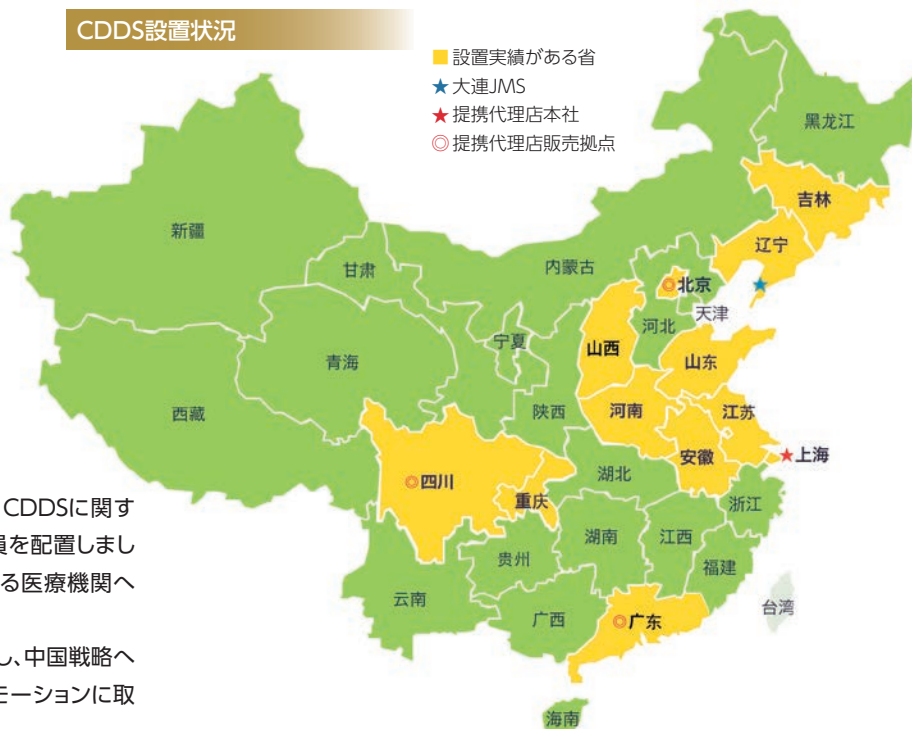 CDDS設置状況
■設置実績がある省
★大連JMS
★提携代理店本社
◎提携代理店販売拠点
黑龙江
吉林
辽宁
新疆
甘肃
内蒙古
◎北京
天津
河北
宁夏
山西
山东
青海
西藏
陕西
河南
江苏
安徽
★上海
◎四川
重庆
湖北
浙江
湖南
江西
贵州
福建
云南
广西
◎广东
台湾
海南
CDDSに関す
員を配置しまし
る医療機関へ
し、中国戦略へ
モーションに取